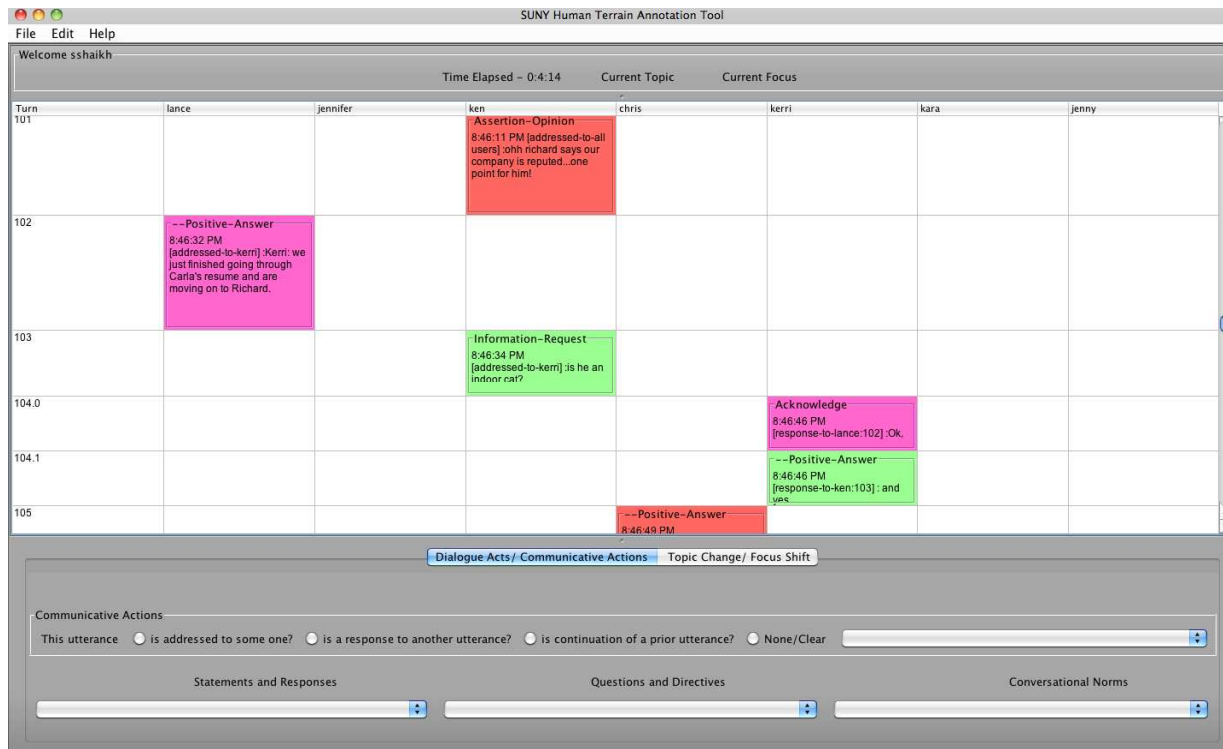 SUNY Human Terrain Annotation Tool
File Edit Help
Welcome sshaikh
Time Elapsed - 0:4:14 Current Topic Current Focus
Turn lance jennifer ken chris kerri kara jenny
101
Assertion-Opinion
8:46:11 PM [addressed-to-all
users] :ohh richard says our
company is reputed...one
point for him!
102
--Positive-Answer
8:46:32 PM
[addressed-to-kerri] :Kerri: we
just finished going through
Carla's resume and are
moving on to Richard.
103
Information-Request
8:46:34 PM
[addressed-to-kerri] :is he an
indoor cat?
104.0
Acknowledge
8:46:46 PM
[response-to-lance:102] :Ok,
104.1
--Positive-Answer
8:46:46 PM
[response-to-ken:103] : and
yes
105
--Positive-Answer
8:46:49 PM
Dialogue Acts/ Communicative Actions Topic Change/ Focus Shift
Communicative Actions
This utterance is addressed to some one? is a response to another utterance? is continuation of a prior utterance? None/Clear
Statements and Responses Questions and Directives Conversational Norms